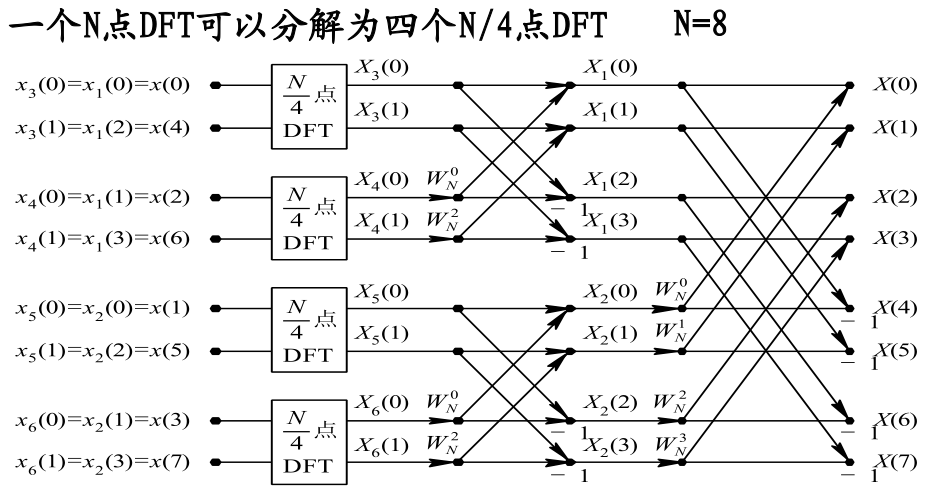 一个N点DFT可以分解为四个N/4点DFT N=8
x₃(0)=x₁(0)=x(0) N/4 点 DFT X₃(0) X₁(0) X(0)
x₃(1)=x₁(2)=x(4) X₃(1) X₁(1) X(1)
x₄(0)=x₁(1)=x(2) N/4 点 DFT X₄(0) W_N^0 X₁(2) X(2)
− 1
x₄(1)=x₁(3)=x(6) X₄(1) W_N^2 X₁(3) X(3)
− 1
x₅(0)=x₂(0)=x(1) N/4 点 DFT X₅(0) X₂(0) W_N^0 X(4)
− 1
x₅(1)=x₂(2)=x(5) X₅(1) X₂(1) W_N^1 X(5)
− 1
x₆(0)=x₂(1)=x(3) N/4 点 DFT X₆(0) W_N^0 X₂(2) W_N^2 X(6)
− 1 − 1
x₆(1)=x₂(3)=x(7) X₆(1) W_N^2 X₂(3) W_N^3 X(7)
− 1 − 1